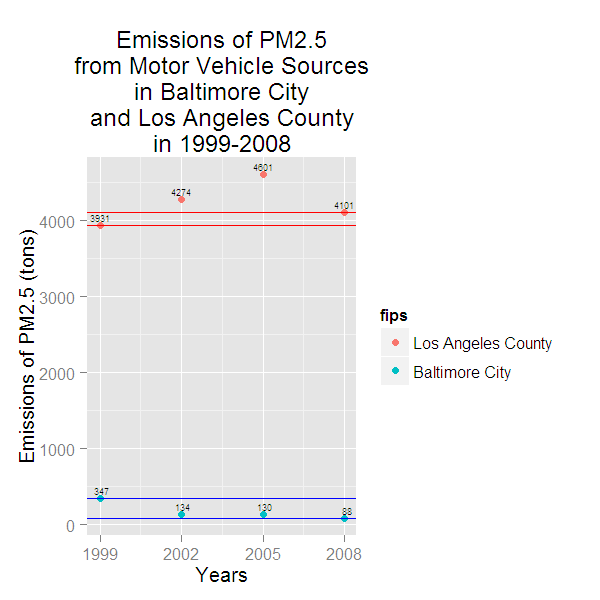 Emissions of PM2.5
from Motor Vehicle Sources
in Baltimore City
and Los Angeles County
in 1999-2008
Emissions of PM2.5 (tons)
4000
3000
2000
1000
0
3931
4274
4601
4101
347
134
130
88
1999
2002
2005
2008
Years
fips
Los Angeles County
Baltimore City